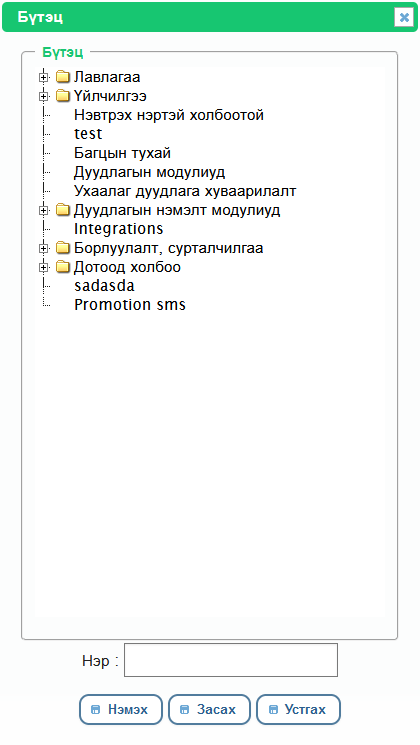 Бүтэц
Бүтэц
Лавлагаа
Үйлчилгээ
Нэвтрэх нэртэй холбоотой
test
Багцын тухай
Дуудлагын модулиуд
Ухаалаг дуудлага хуваарилалт
Дуудлагын нэмэлт модулиуд
Integrations
Борлуулалт, сурталчилгаа
Дотоод холбоо
sadasda
Promotion sms
Нэр :
Нэмэх Засах Устгах